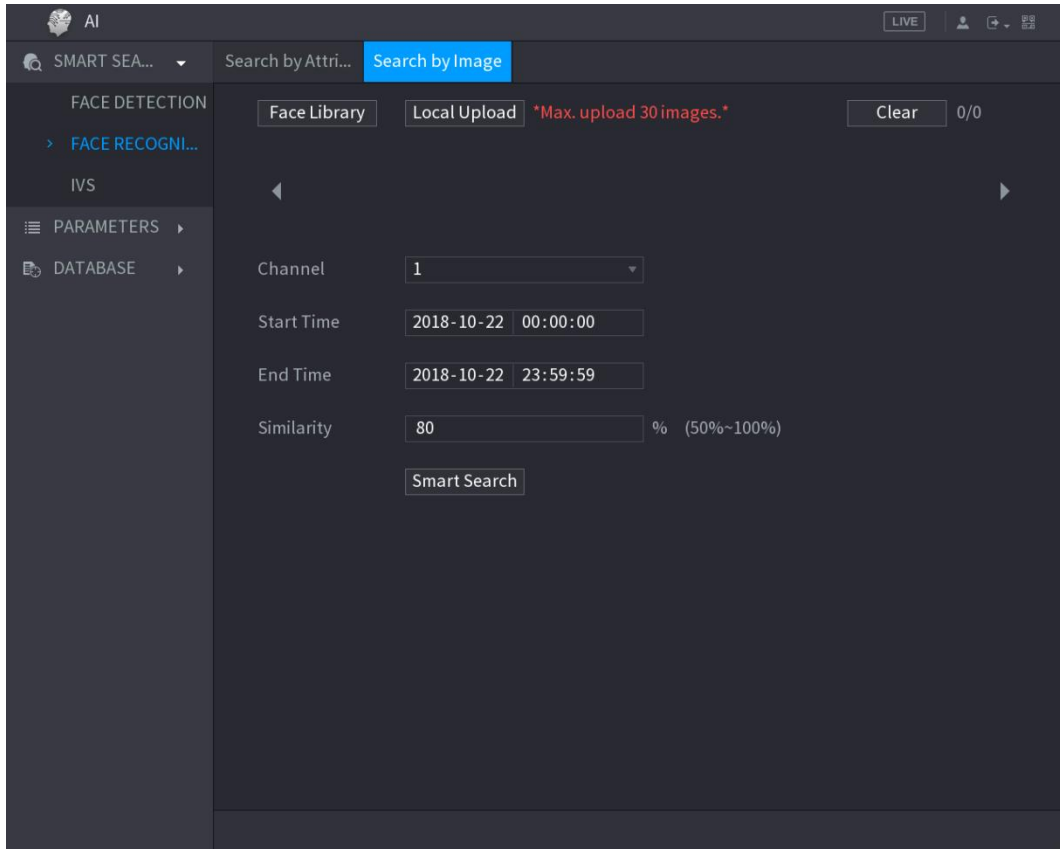 AI LIVE
SMART SEA... Search by Attri... Search by Image
FACE DETECTION
Face Library Local Upload *Max. upload 30 images.* Clear 0/0
FACE RECOGNI...
IVS
PARAMETERS
DATABASE
Channel 1
Start Time 2018-10-22 00:00:00
End Time 2018-10-22 23:59:59
Similarity 80 % (50%~100%)
Smart Search